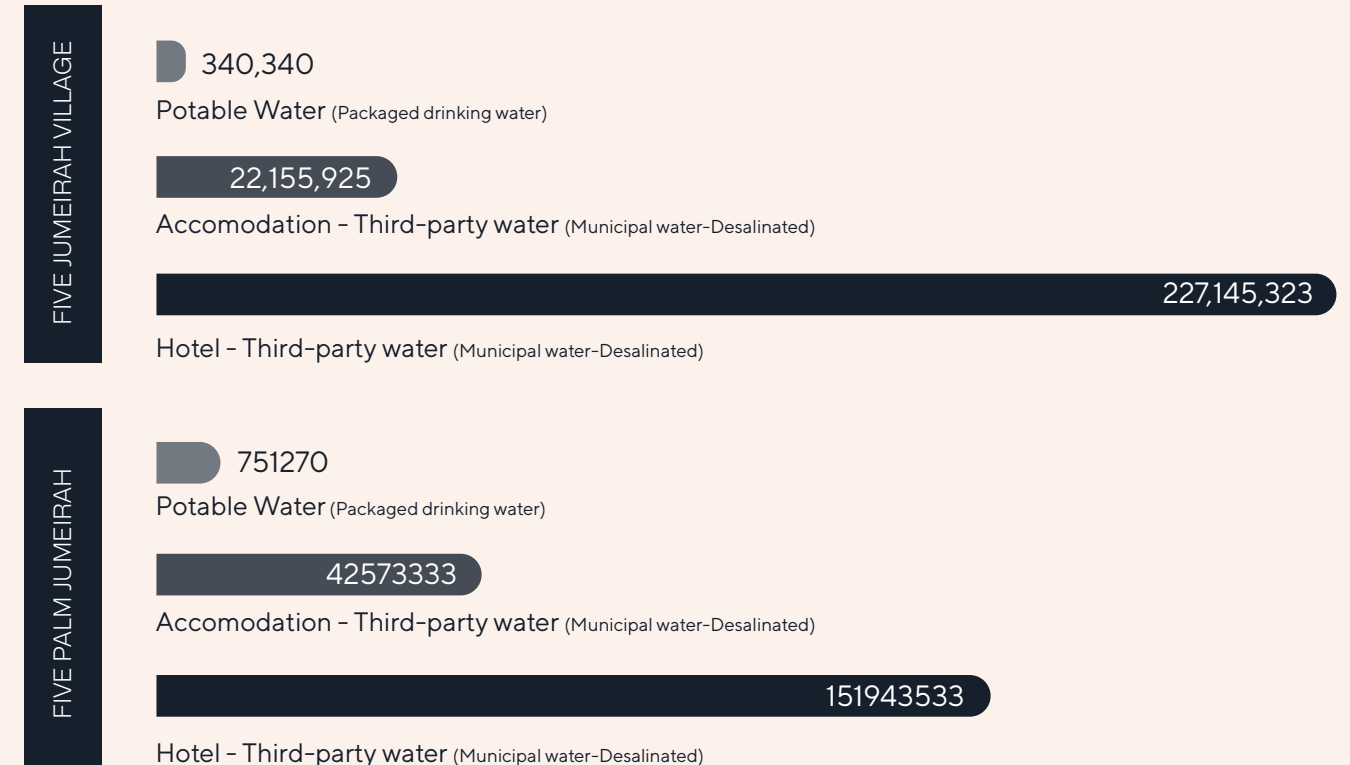 FIVE JUMEIRAH VILLAGE
340,340
Potable Water (Packaged drinking water)
22,155,925
Accomodation - Third-party water (Municipal water-Desalinated)
227,145,323
Hotel - Third-party water (Municipal water-Desalinated)
FIVE PALM JUMEIRAH
751270
Potable Water (Packaged drinking water)
42573333
Accomodation - Third-party water (Municipal water-Desalinated)
151943533
Hotel - Third-party water (Municipal water-Desalinated)